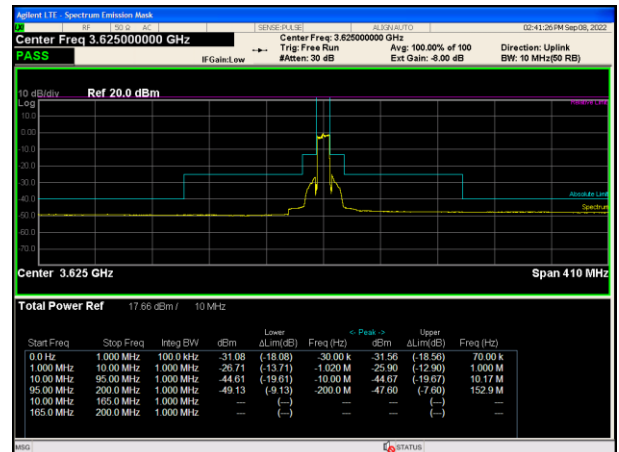 Agilent LTE - Spectrum Emission Mask
RF 50 Ω AC SENSE:PULSE ALIGN AUTO 02:41:26 PM Sep 08, 2022
Center Freq 3.625000000 GHz
Center Freq: 3.625000000 GHz
Trig: Free Run Avg: 100.00% of 100 Direction: Uplink
PASS IFGain:Low #Atten: 30 dB Ext Gain: -8.00 dB BW: 10 MHz(50 RB)
10 dB/div Ref 20.0 dBm
Log Relative Limit
10.0
0.00
-10.0
-20.0
-30.0
Absolute Limit
-40.0
Spectrum
-50.0
-60.0
-70.0
Center 3.625 GHz Span 410 MHz
Total Power Ref 17.66 dBm / 10 MHz
Lower <- Peak -> Upper
Start Freq Stop Freq Integ BW dBm ΔLim(dB) Freq (Hz) dBm ΔLim(dB) Freq (Hz)
0.0 Hz 1.000 MHz 100.0 kHz -31.08 (-18.08) -30.00 k -31.56 (-18.56) 70.00 k
1.000 MHz 10.00 MHz 1.000 MHz -26.71 (-13.71) -1.020 M -25.90 (-12.90) 1.000 M
10.00 MHz 95.00 MHz 1.000 MHz -44.61 (-19.61) -10.00 M -44.67 (-19.67) 10.17 M
95.00 MHz 200.0 MHz 1.000 MHz -49.13 (-9.13) -200.0 M -47.60 (-7.60) 152.9 M
10.00 MHz 165.0 MHz 1.000 MHz --- (---) --- --- (---) ---
165.0 MHz 200.0 MHz 1.000 MHz --- (---) --- --- (---) ---
MSG STATUS